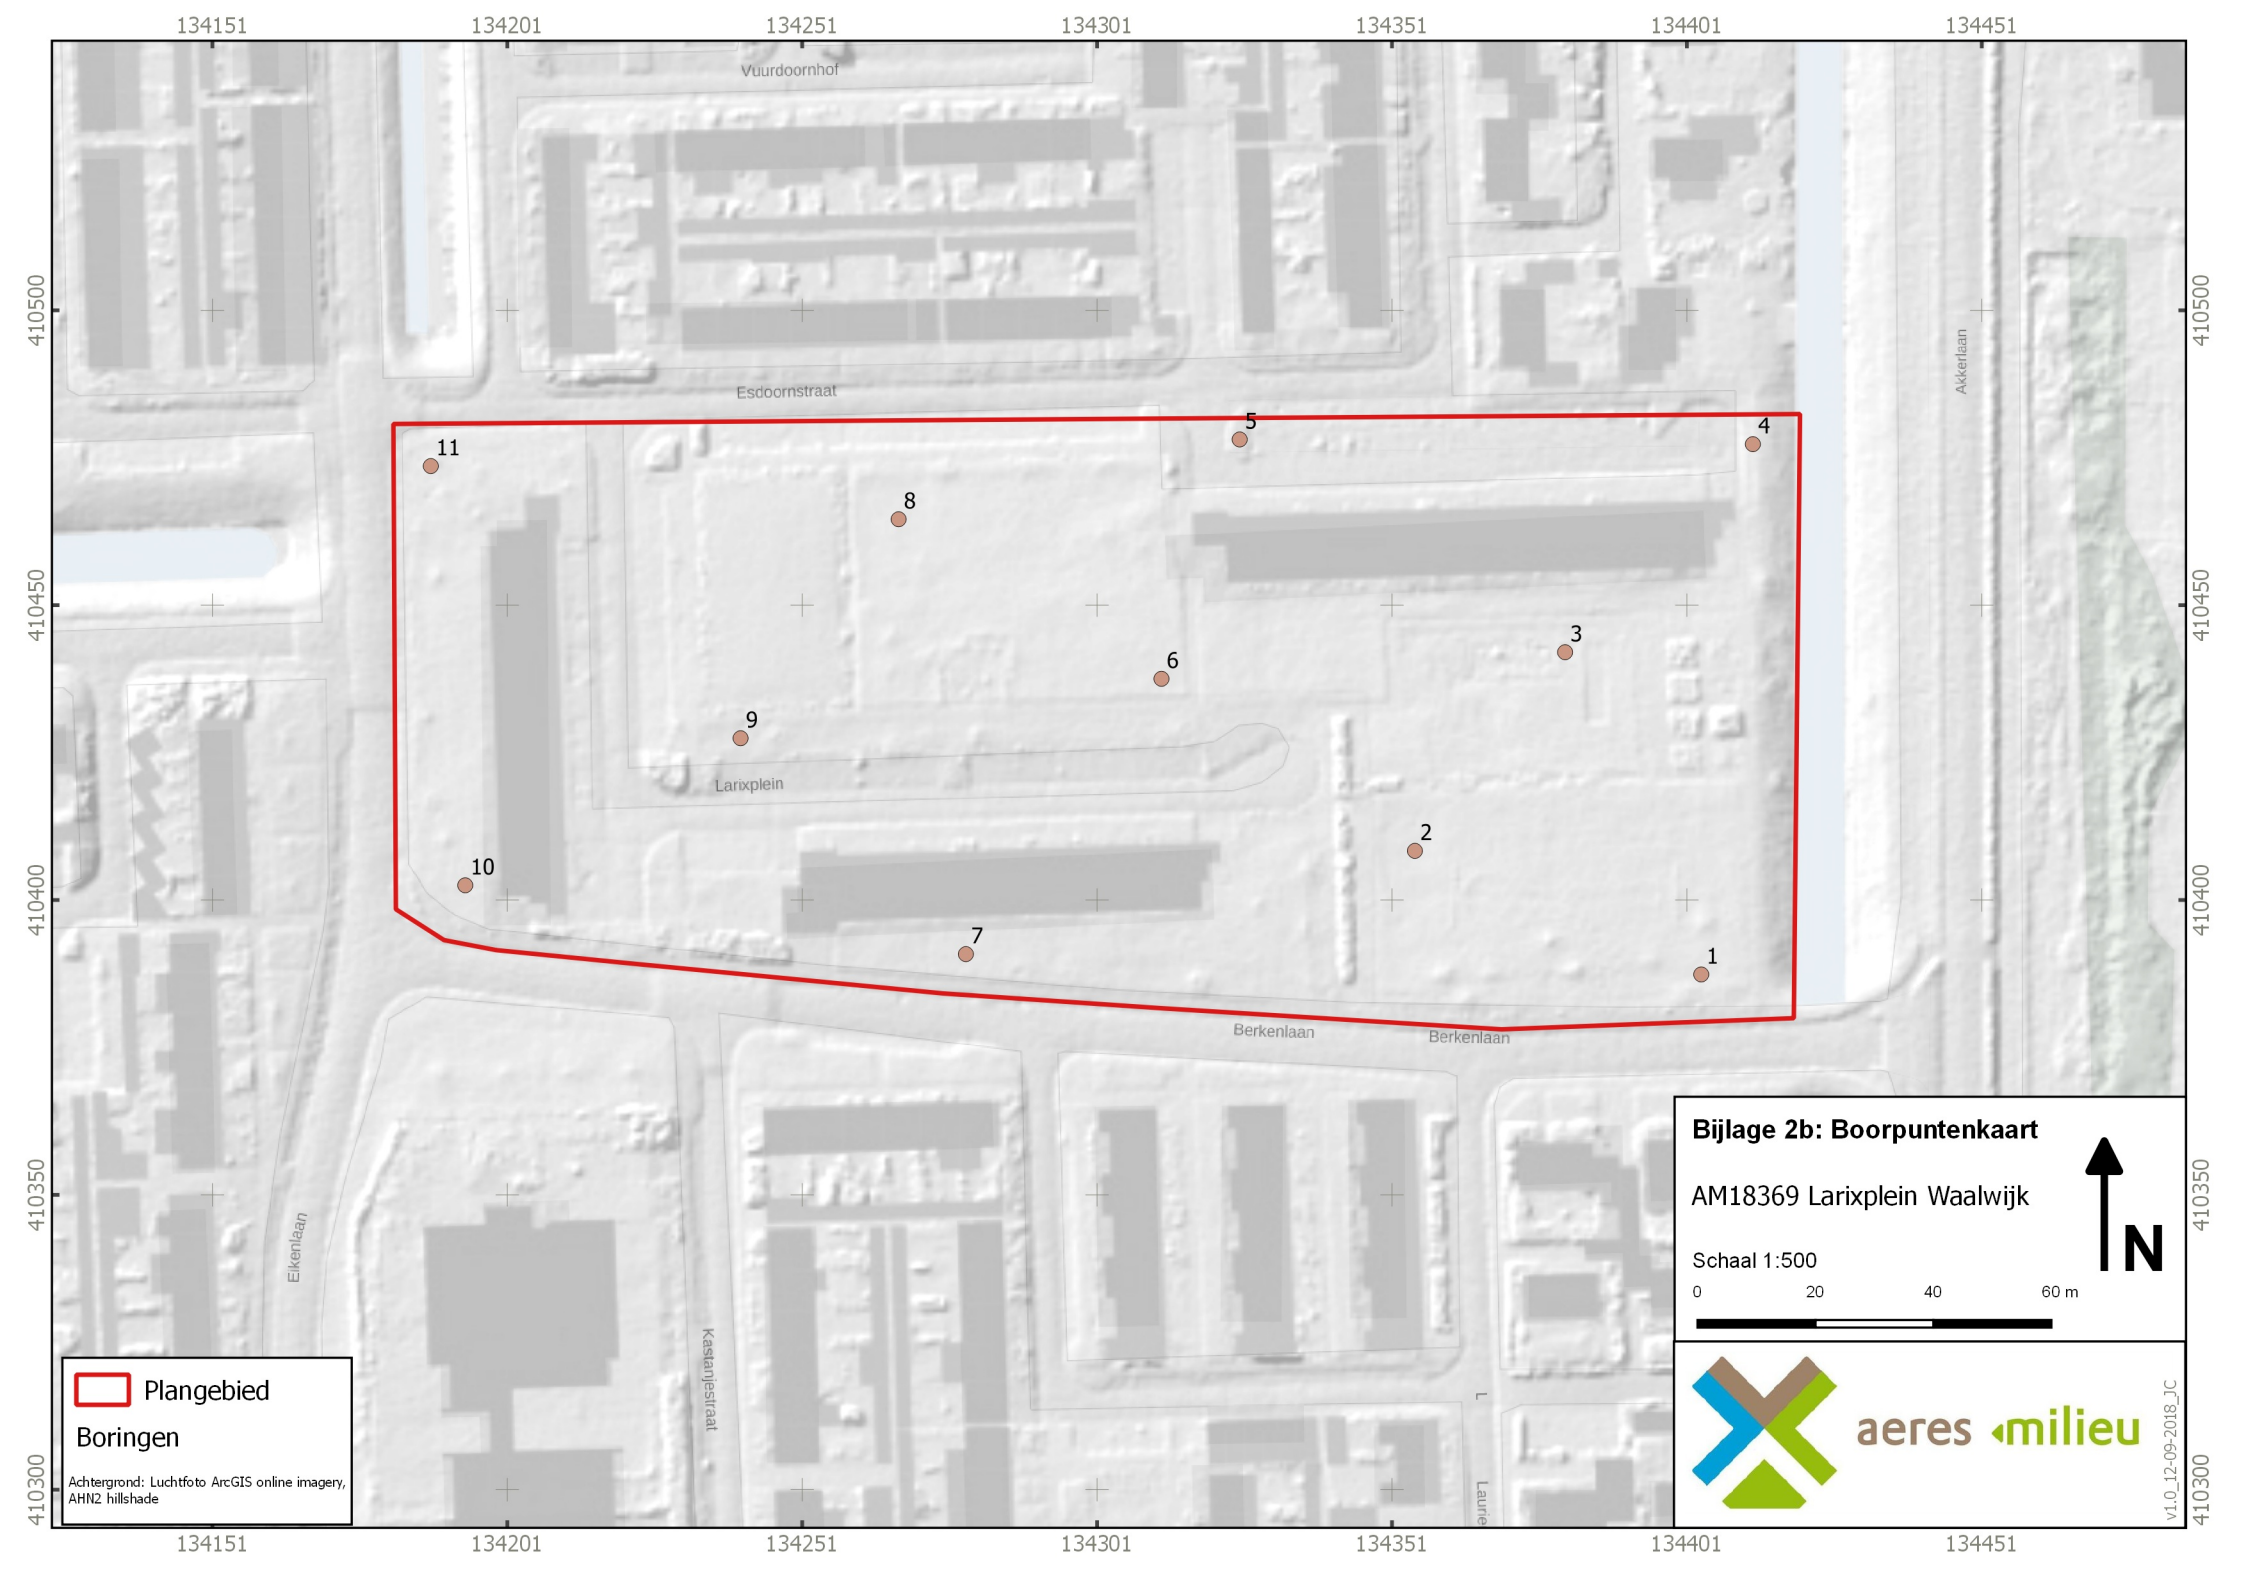 134151 134201 134251 134301 134351 134401 134451
Vuurdoornhof
410500
410500
Akkerlaan
Esdoornstraat
5
4
11
8
410450
410450
3
6
9
Larixplein
2
10
410400
410400
7
1
Berkenlaan
Berkenlaan
Bijlage 2b: Boorpuntenkaart
AM18369 Larixplein Waalwijk
410350
410350
Eikenlaan
N
Schaal 1:500
0 20 40 60 m
Kastanjestraat
Plangebied
L
Boringen
aeres milieu
v1.0_12-09-2018_JC
Achtergrond: Luchtfoto ArcGIS online imagery,
AHN2 hillshade
Laurie
410300
410300
134151 134201 134251 134301 134351 134401 134451